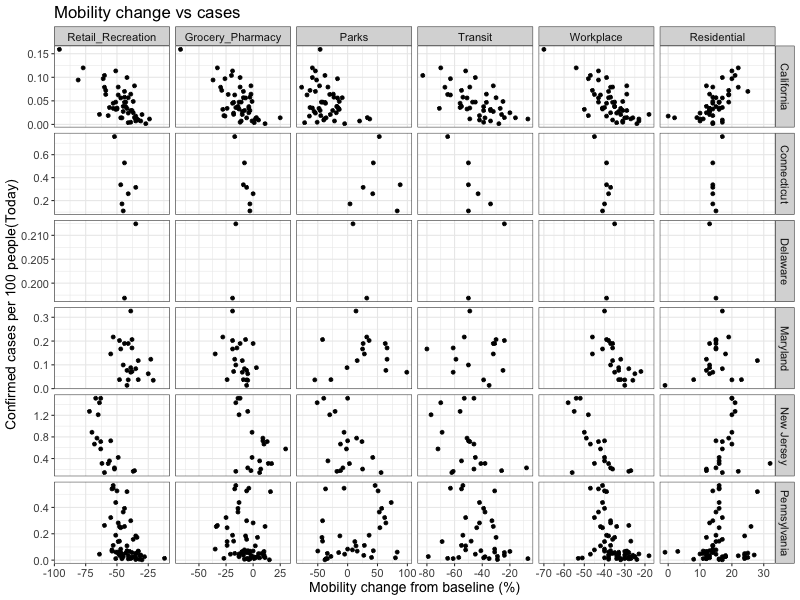 Mobility change vs cases
Retail_Recreation Grocery_Pharmacy Parks Transit Workplace Residential
0.15
0.10
0.05
0.00
California
0.6
0.4
0.2
Connecticut
0.210
0.205
0.200
Delaware
0.3
0.2
0.1
0.0
Maryland
1.2
0.8
0.4
New Jersey
0.4
0.2
0.0
Pennsylvania
Confirmed cases per 100 people(Today)
-100 -75 -50 -25 -50 -25 0 25 -50 0 50 100 -80 -60 -40 -20 -70 -60 -50 -40 -30 -20 0 10 20 30
Mobility change from baseline (%)